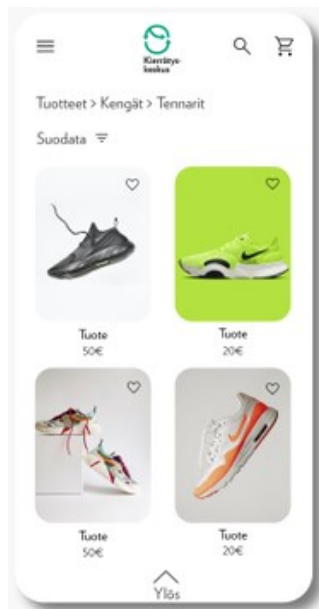 Kierrätys-
keskus
Tuotteet > Kengät > Tennarit
Suodata
Tuote
50€
Tuote
20€
Tuote
50€
Tuote
20€
Ylös